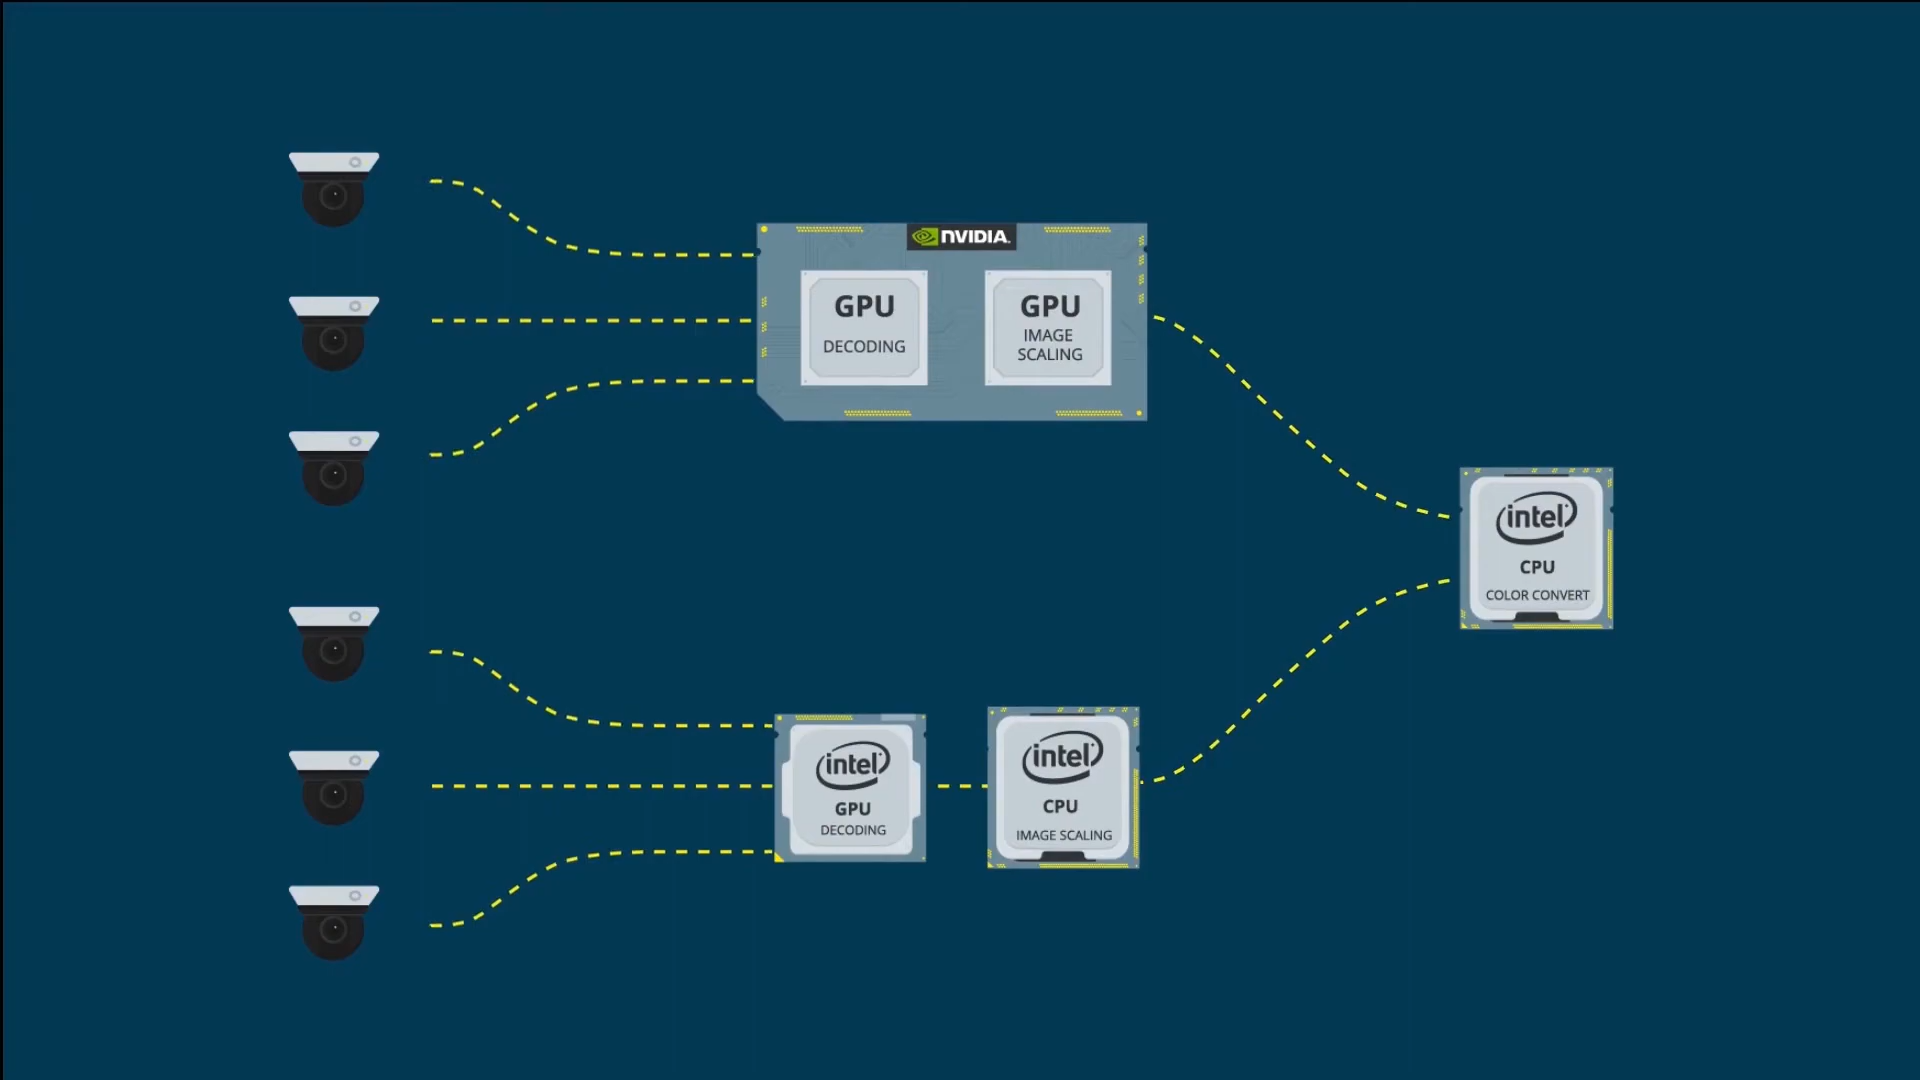 NVIDIA.
GPU
DECODING
GPU
IMAGE
SCALING
intel
CPU
COLOR CONVERT
intel
GPU
DECODING
intel
CPU
IMAGE SCALING